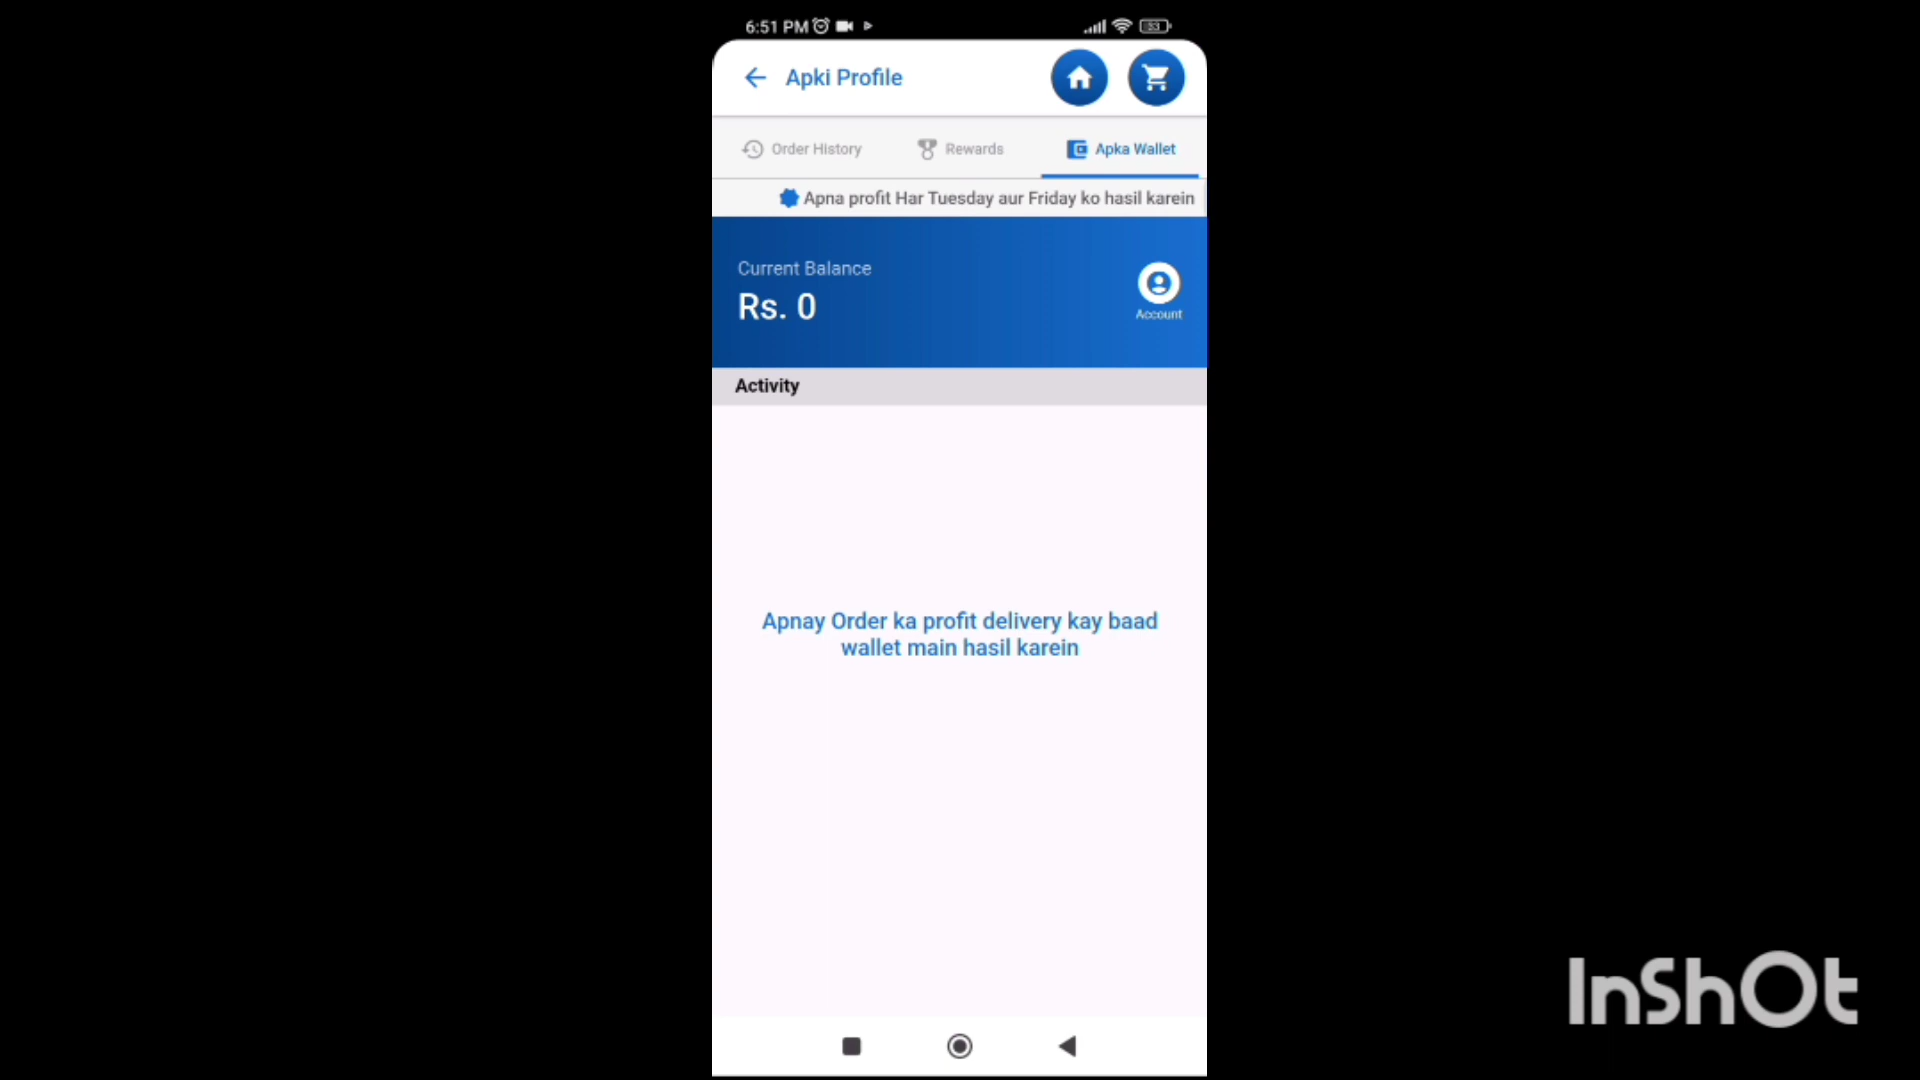 6:51 PM
53
Apki Profile
Order History
Rewards
Apka Wallet
Apna profit Har Tuesday aur Friday ko hasil karein
Current Balance
Rs. 0
Account
Activity
Apnay Order ka profit delivery kay baad
wallet main hasil karein
InShOt